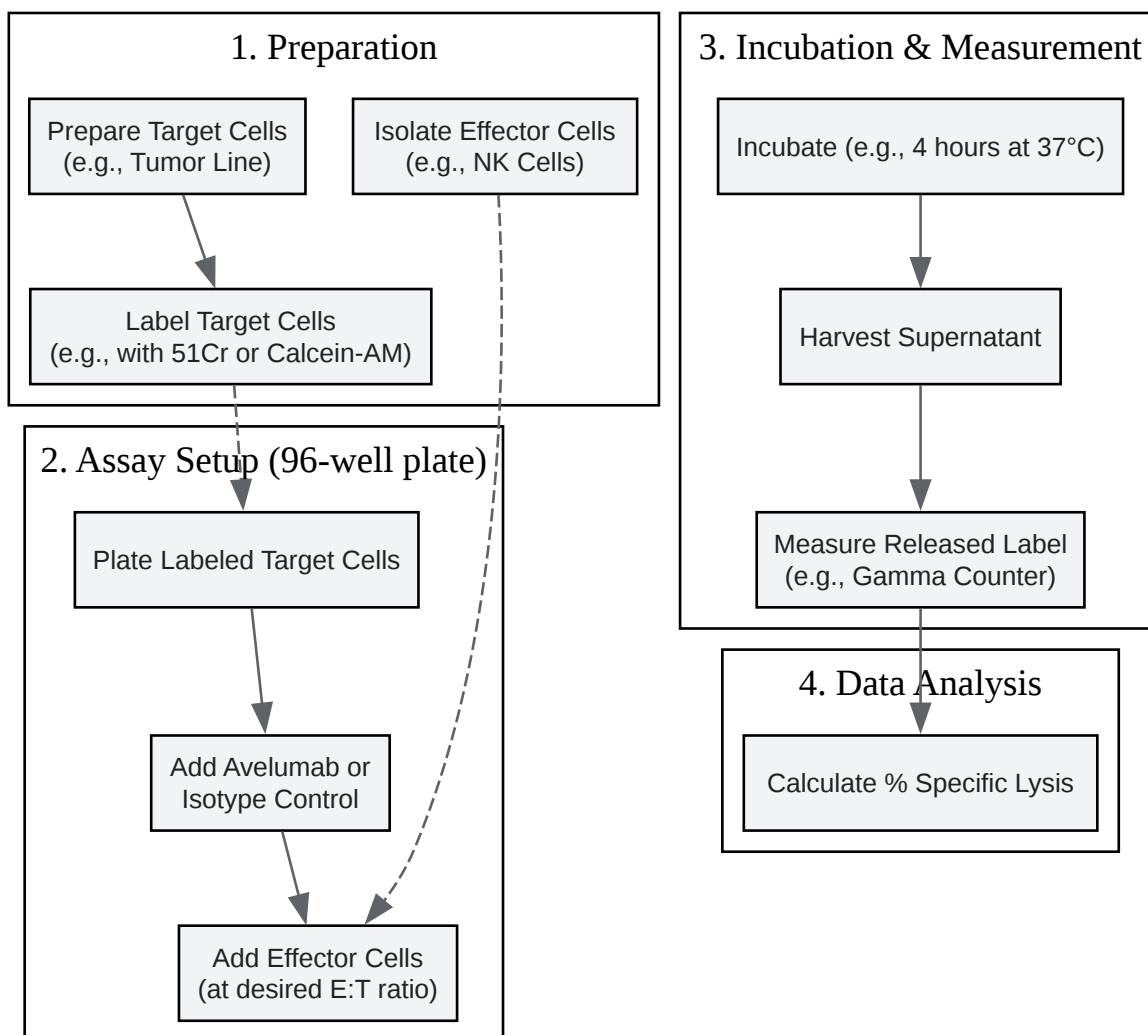 1. Preparation
Prepare Target Cells
(e.g., Tumor Line)
Isolate Effector Cells
(e.g., NK Cells)
Label Target Cells
(e.g., with 51Cr or Calcein-AM)
2. Assay Setup (96-well plate)
Plate Labeled Target Cells
Add Avelumab or
Isotype Control
Add Effector Cells
(at desired E:T ratio)
3. Incubation & Measurement
Incubate (e.g., 4 hours at 37°C)
Harvest Supernatant
Measure Released Label
(e.g., Gamma Counter)
4. Data Analysis
Calculate % Specific Lysis